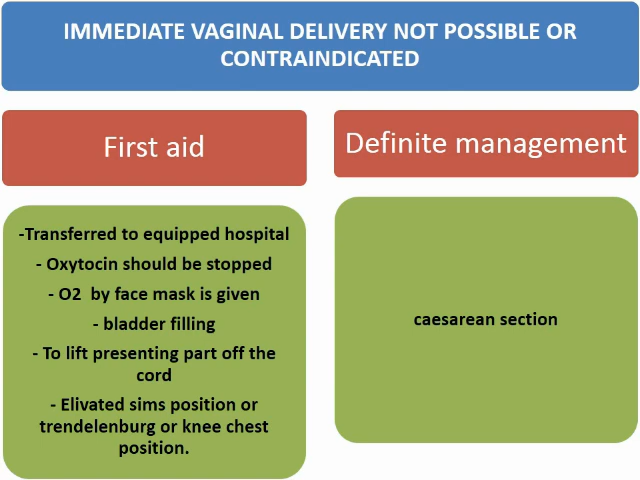 IMMEDIATE VAGINAL DELIVERY NOT POSSIBLE OR
CONTRAINDICATED
First aid
-Transferred to equipped hospital
- Oxytocin should be stopped
- O2  by face mask is given
- bladder filling
- To lift presenting part off the
cord
- Elivated sims position or
trendelenburg or knee chest
position.
Definite management
caesarean section